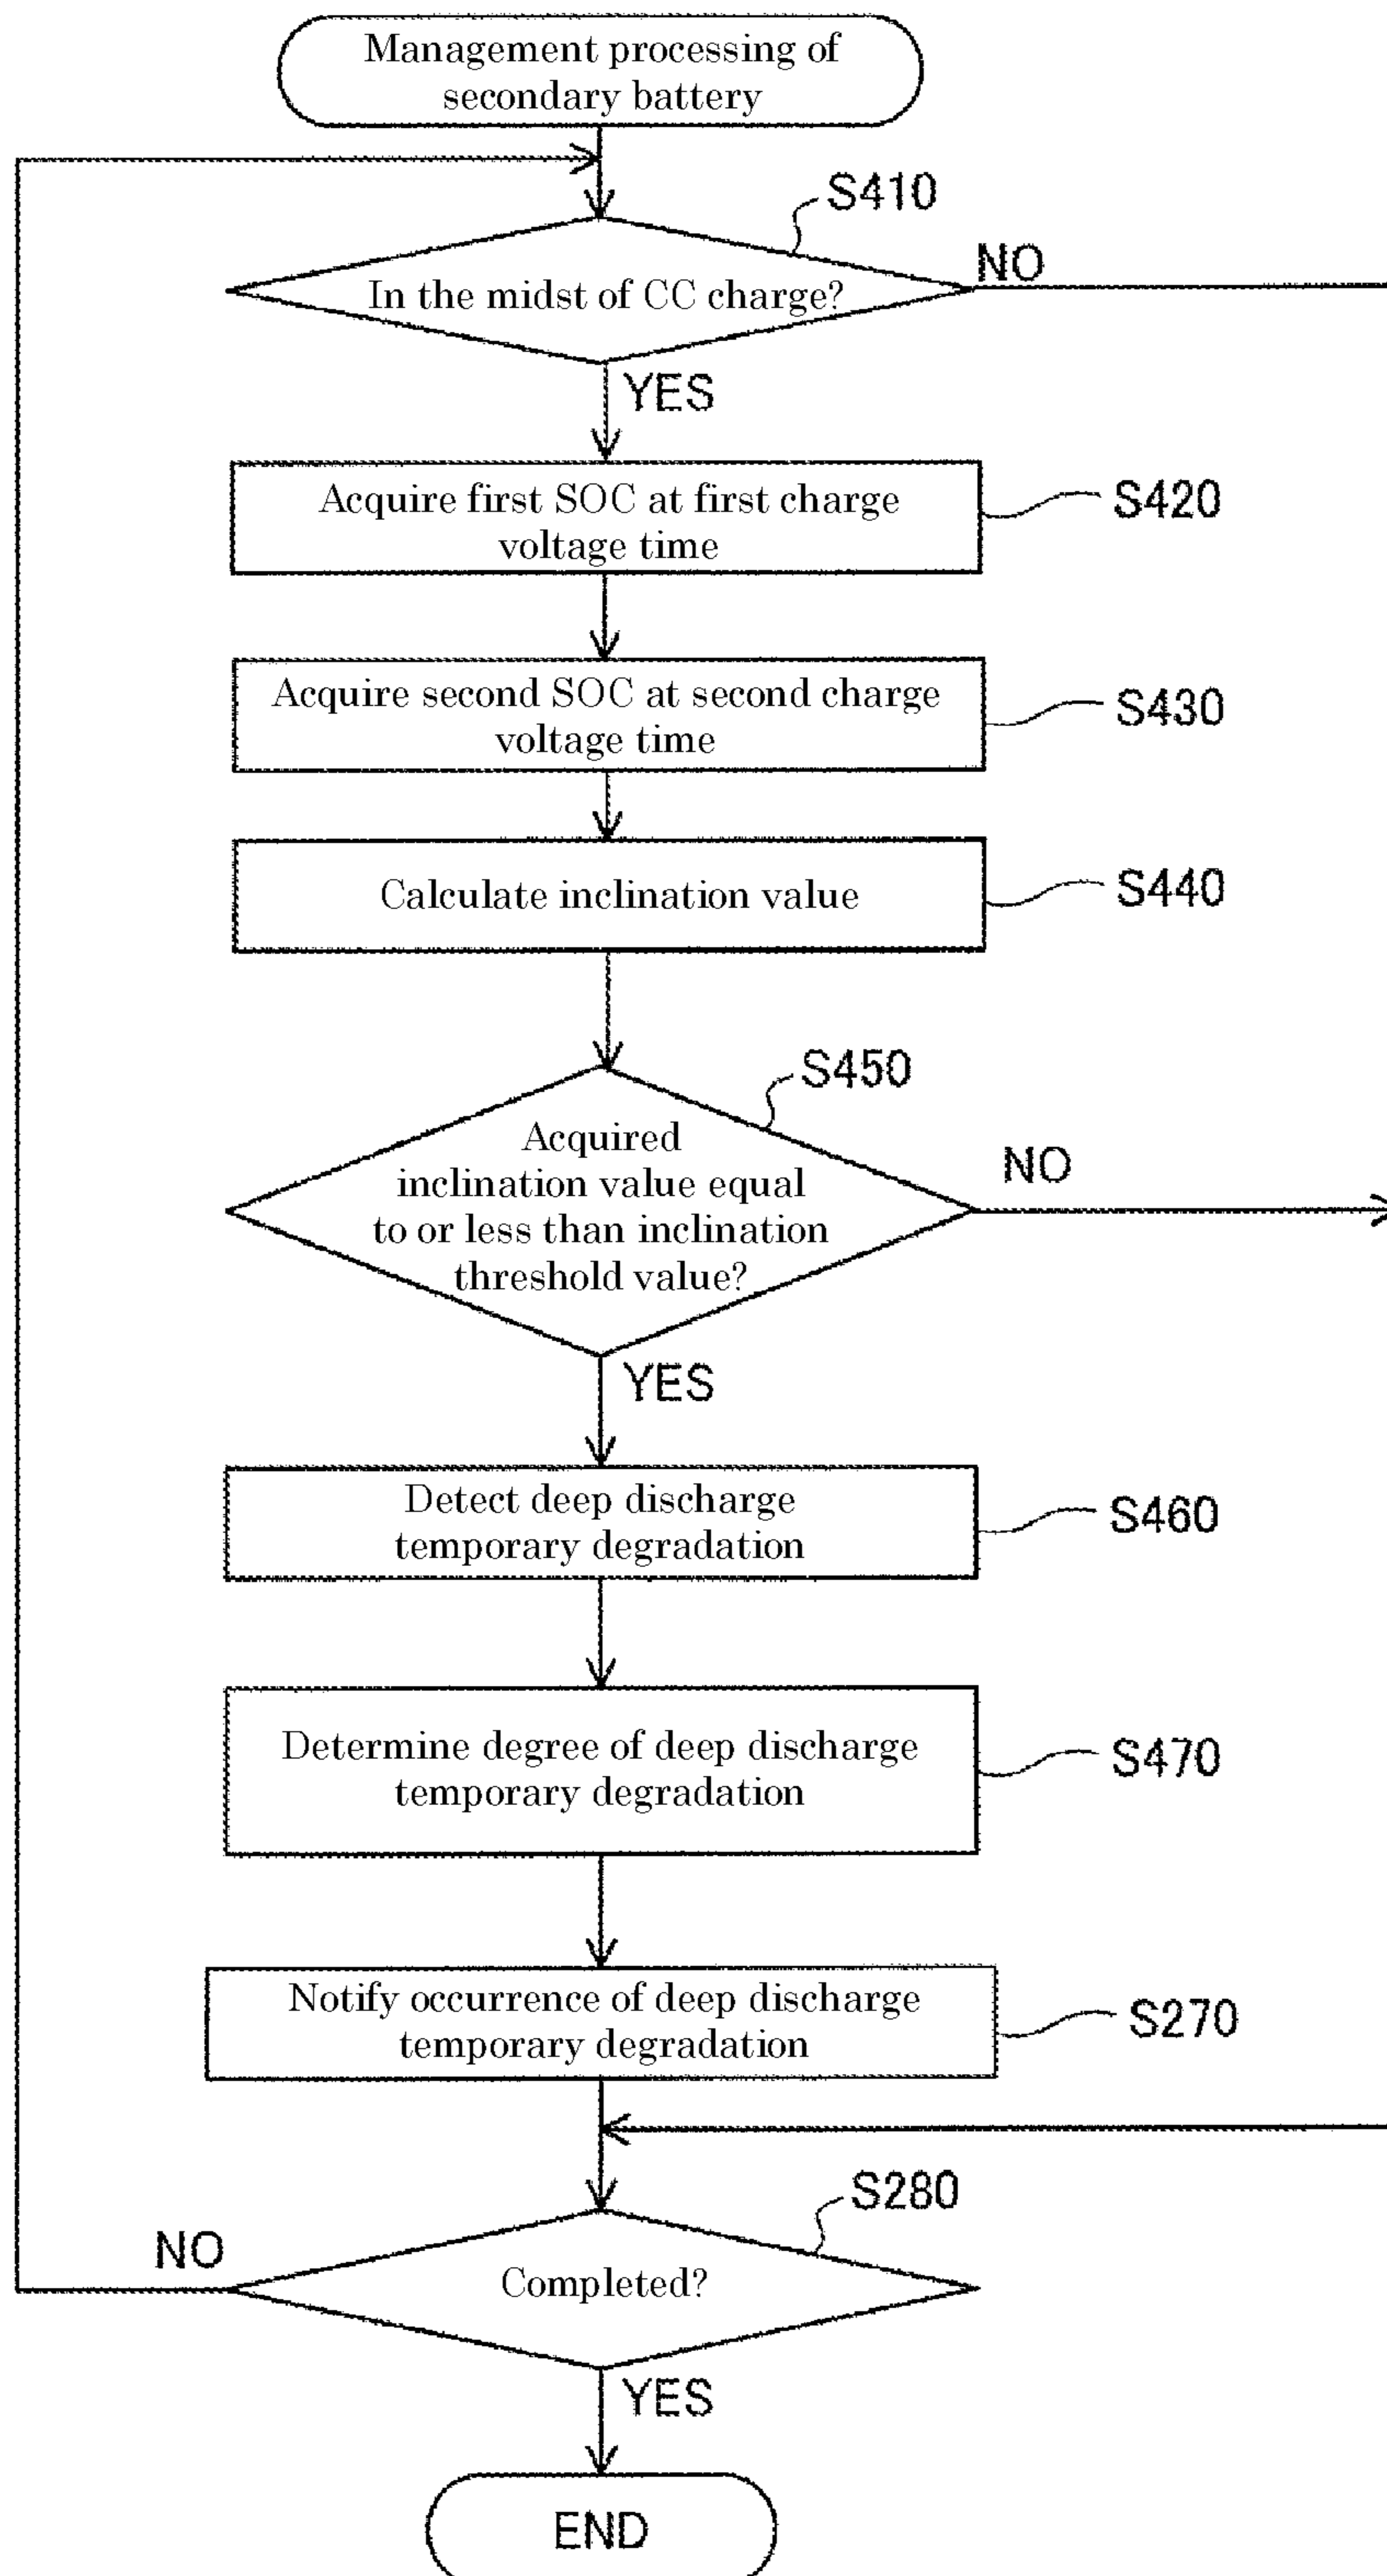 Management processing of
secondary battery
S410
In the midst of CC charge?
NO
YES
Acquire first SOC at first charge
voltage time
S420
Acquire second SOC at second charge
voltage time
S430
Calculate inclination value
S440
S450
Acquired
inclination value equal
to or less than inclination
threshold value?
NO
YES
Detect deep discharge
temporary degradation
S460
Determine degree of deep discharge
temporary degradation
S470
Notify occurrence of deep discharge
temporary degradation
S270
S280
NO
Completed?
YES
END